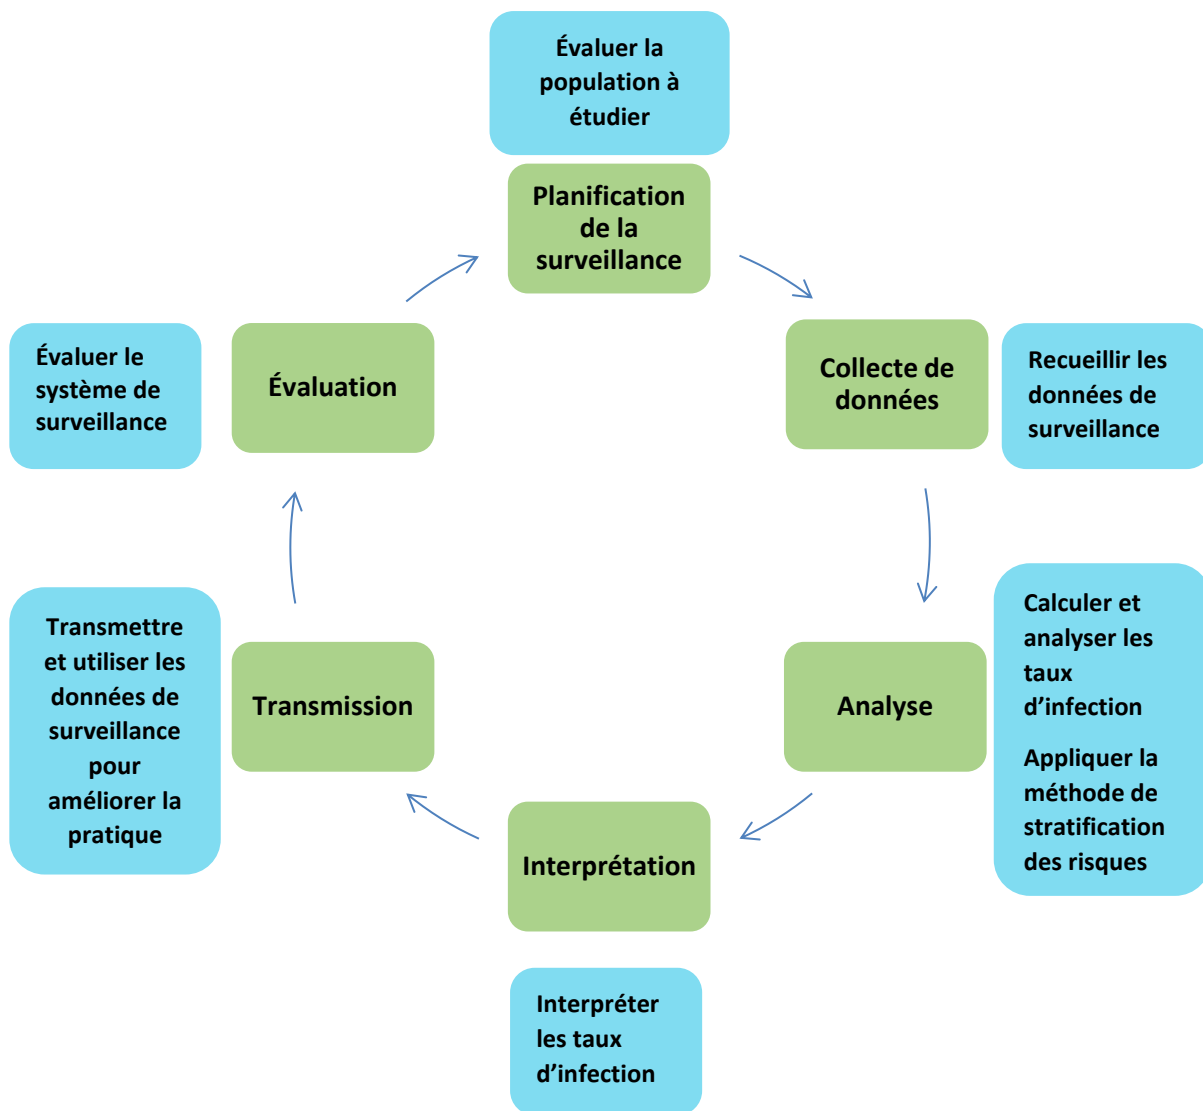 Évaluer la
population à
étudier
Planification
de la
surveillance
Collecte de
données
Recueillir les
données de
surveillance
Analyse
Calculer et
analyser les
taux
d’infection
Appliquer la
méthode de
stratification
des risques
Interprétation
Interpréter
les taux
d’infection
Transmission
Transmettre
et utiliser les
données de
surveillance
pour
améliorer la
pratique
Évaluation
Évaluer le
système de
surveillance